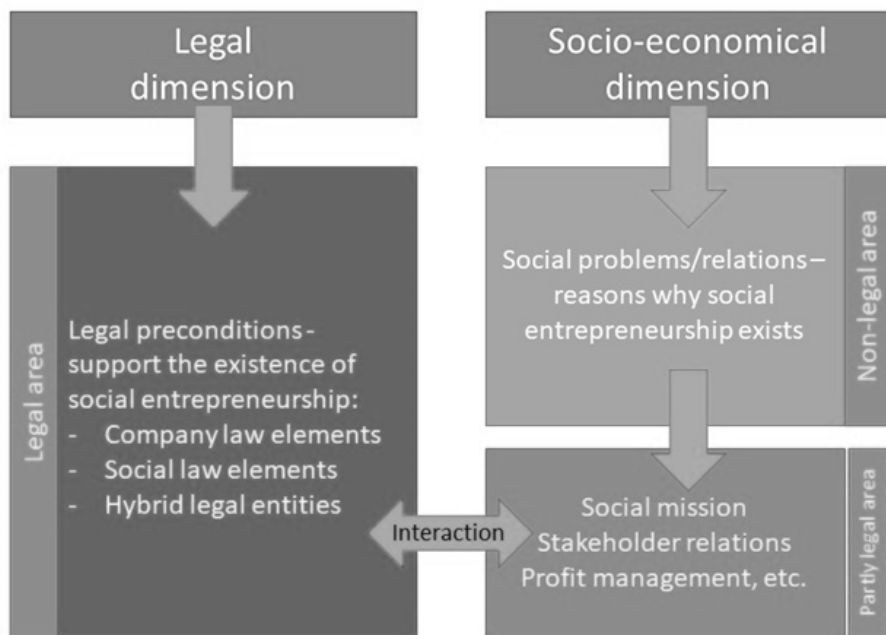 Legal
dimension
Socio-economical
dimension
Legal area
Legal preconditions -
support the existence of
social entrepreneurship:
- Company law elements
- Social law elements
- Hybrid legal entities
Social problems/relations –
reasons why social
entrepreneurship exists
Non-legal area
Interaction
Social mission
Stakeholder relations
Profit management, etc.
Partly legal area